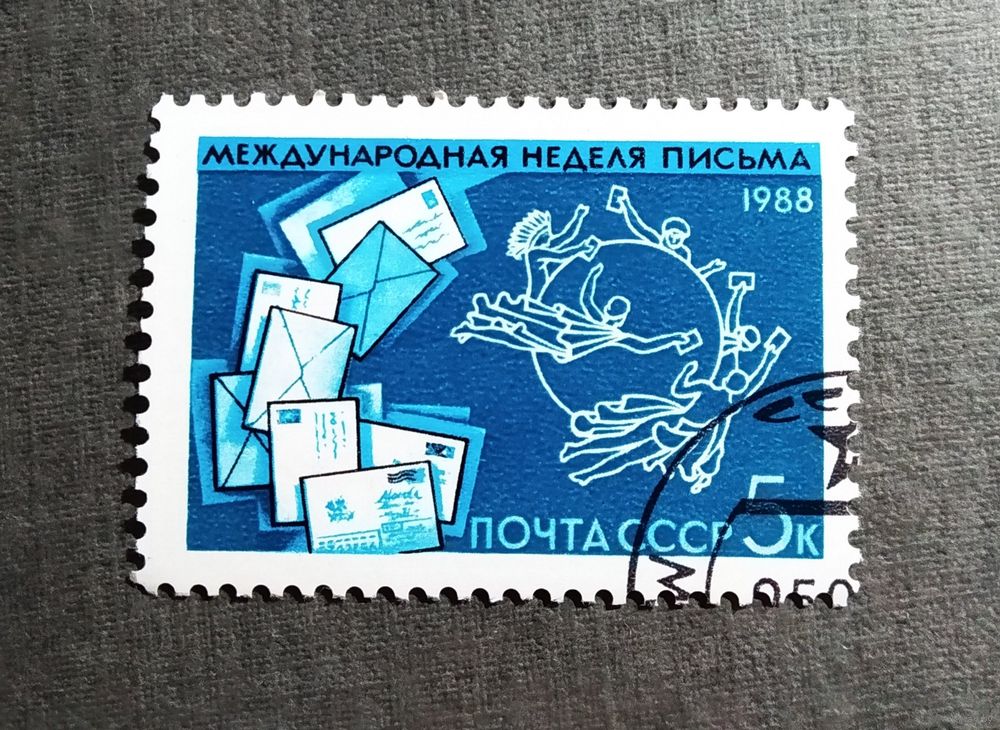 МЕЖДУНАРОДНАЯ НЕДЕЛЯ ПИСЬМА
1988
ПОЧТА СССР 5к